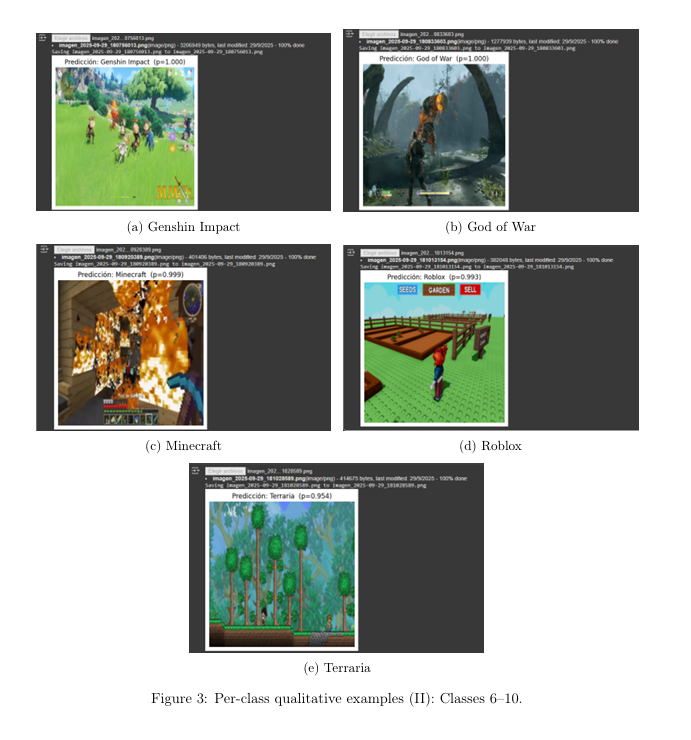 Elegir archivos imagen_202...0756013.png
• imagen_2025-09-29_180756013.png(image/png) - 3206949 bytes, last modified: 29/9/2025 - 100% done
Saving imagen_2025-09-29_180756013.png to imagen_2025-09-29_180756013.png
Predicción: Genshin Impact (p=1.000)
(a) Genshin Impact
Elegir archivos imagen_202...0833603.png
• imagen_2025-09-29_180833603.png(image/png) - 1277939 bytes, last modified: 29/9/2025 - 100% done
Saving imagen_2025-09-29_180833603.png to imagen_2025-09-29_180833603.png
Predicción: God of War (p=1.000)
(b) God of War
Elegir archivos imagen_202...0920389.png
• imagen_2025-09-29_180920389.png(image/png) - 401406 bytes, last modified: 29/9/2025 - 100% done
Saving imagen_2025-09-29_180920389.png to imagen_2025-09-29_180920389.png
Predicción: Minecraft (p=0.999)
(c) Minecraft
Elegir archivos imagen_202...1013154.png
• imagen_2025-09-29_181013154.png(image/png) - 382048 bytes, last modified: 29/9/2025 - 100% done
Saving imagen_2025-09-29_181013154.png to imagen_2025-09-29_181013154.png
Predicción: Roblox (p=0.993)
SEEDS GARDEN SELL
(d) Roblox
Elegir archivos imagen_202...1028589.png
• imagen_2025-09-29_181028589.png(image/png) - 414675 bytes, last modified: 29/9/2025 - 100% done
Saving imagen_2025-09-29_181028589.png to imagen_2025-09-29_181028589.png
Predicción: Terraria (p=0.954)
(e) Terraria
Figure 3: Per-class qualitative examples (II): Classes 6–10.